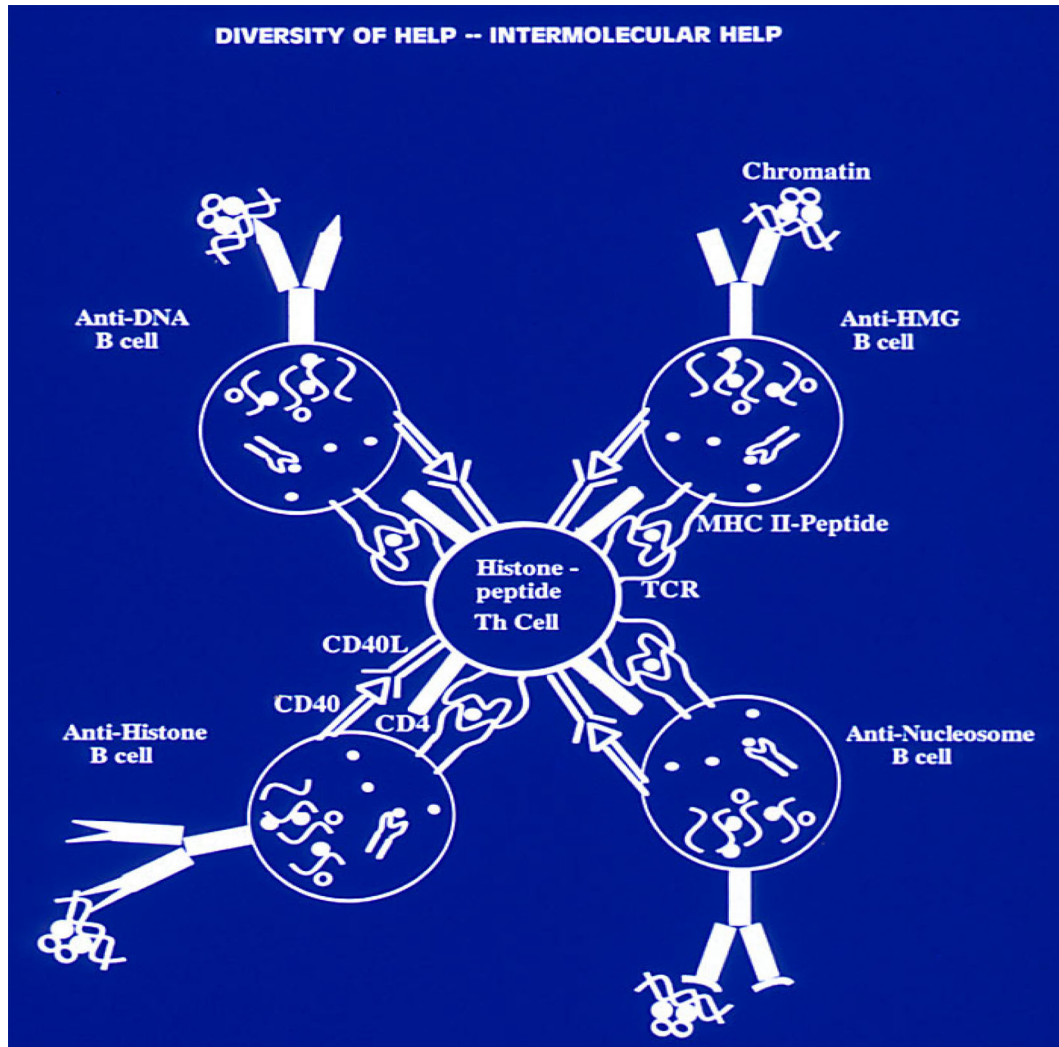 DIVERSITY OF HELP -- INTERMOLECULAR HELP
Chromatin
Anti-DNA
B cell
Anti-HMG
B cell
MHC II-Peptide
Histone -
peptide
Th Cell
TCR
CD40L
CD40
CD4
Anti-Histone
B cell
Anti-Nucleosome
B cell